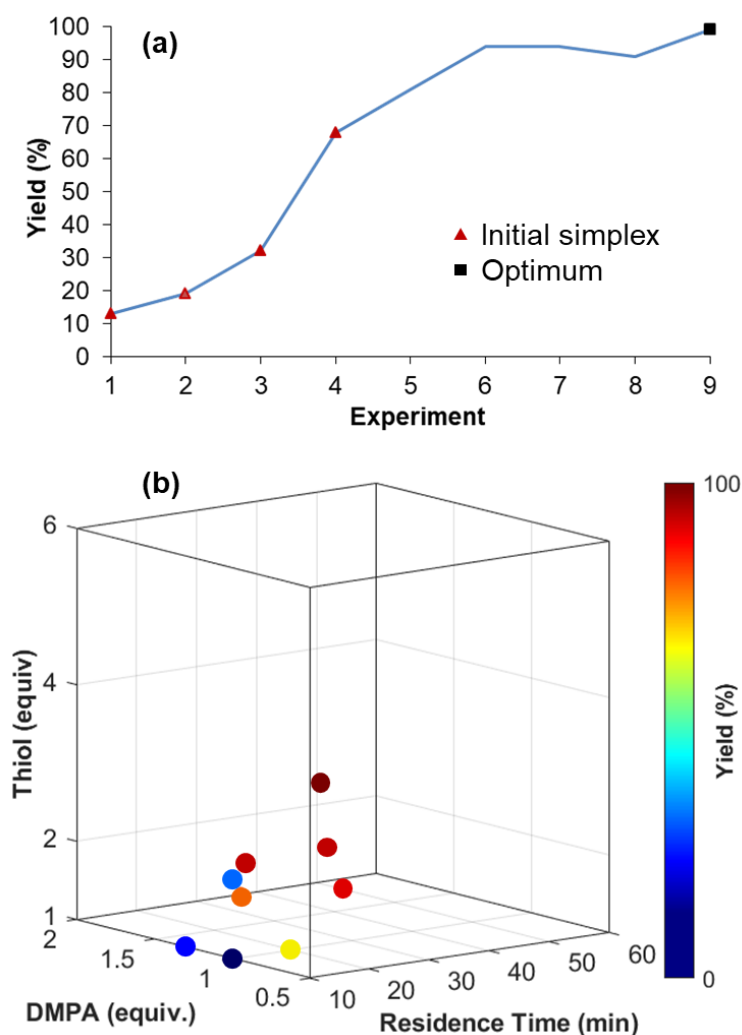 (a)
100
90
80
70
60
50
40
30
20
10
0
Yield (%)
Initial simplex
Optimum
1 2 3 4 5 6 7 8 9
Experiment
(b)
6
4
2
1
Thiol (equiv)
2
1.5
1
0.5
DMPA (equiv.)
10
20
30
40
50
60
Residence Time (min)
100
0
Yield (%)